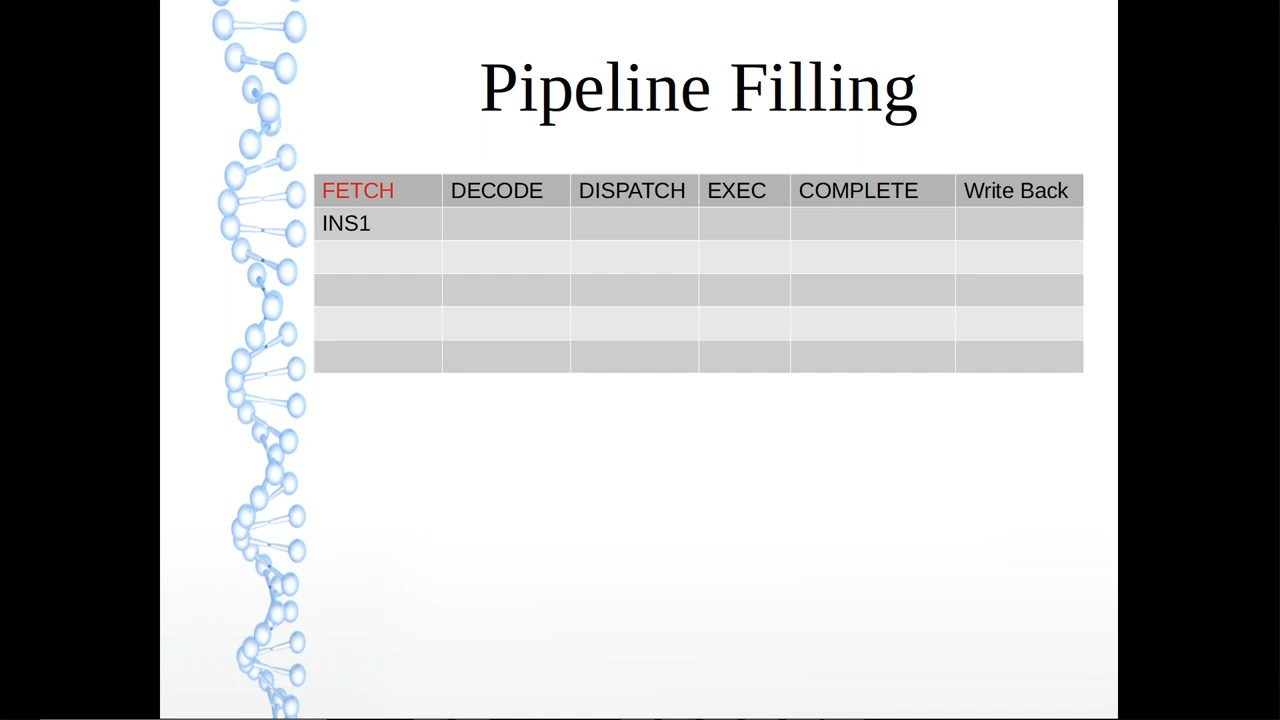 Pipeline Filling
FETCH DECODE DISPATCH EXEC COMPLETE Write Back
INS1